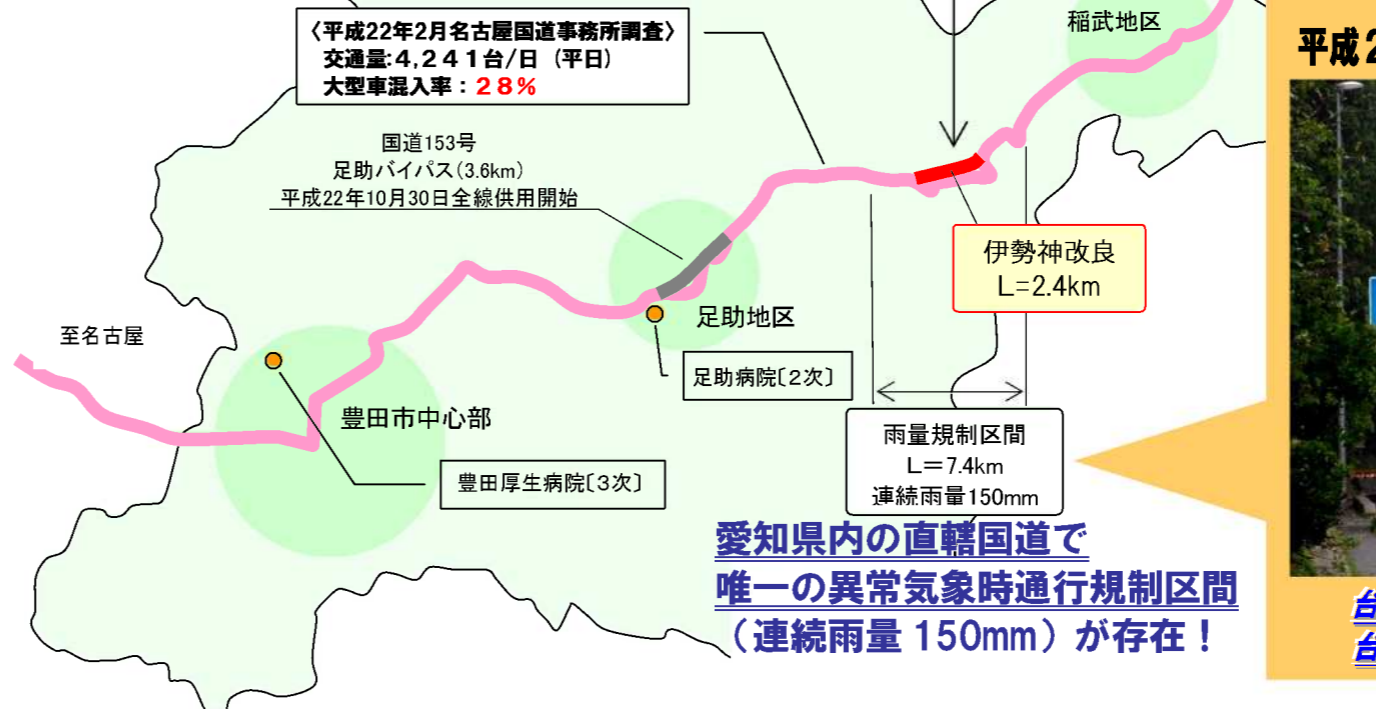 〈平成22年2月名古屋国道事務所調査〉
交通量:4,241台/日 (平日)
大型車混入率:28%
稲武地区
平成2
国道153号
足助バイパス(3.6km)
平成22年10月30日全線供用開始
伊勢神改良
L=2.4km
至名古屋
足助地区
足助病院〔2次〕
豊田市中心部
豊田厚生病院〔3次〕
雨量規制区間
L=7.4km
連続雨量150mm
愛知県内の直轄国道で
唯一の異常気象時通行規制区間
(連続雨量 150mm)が存在!
台
台